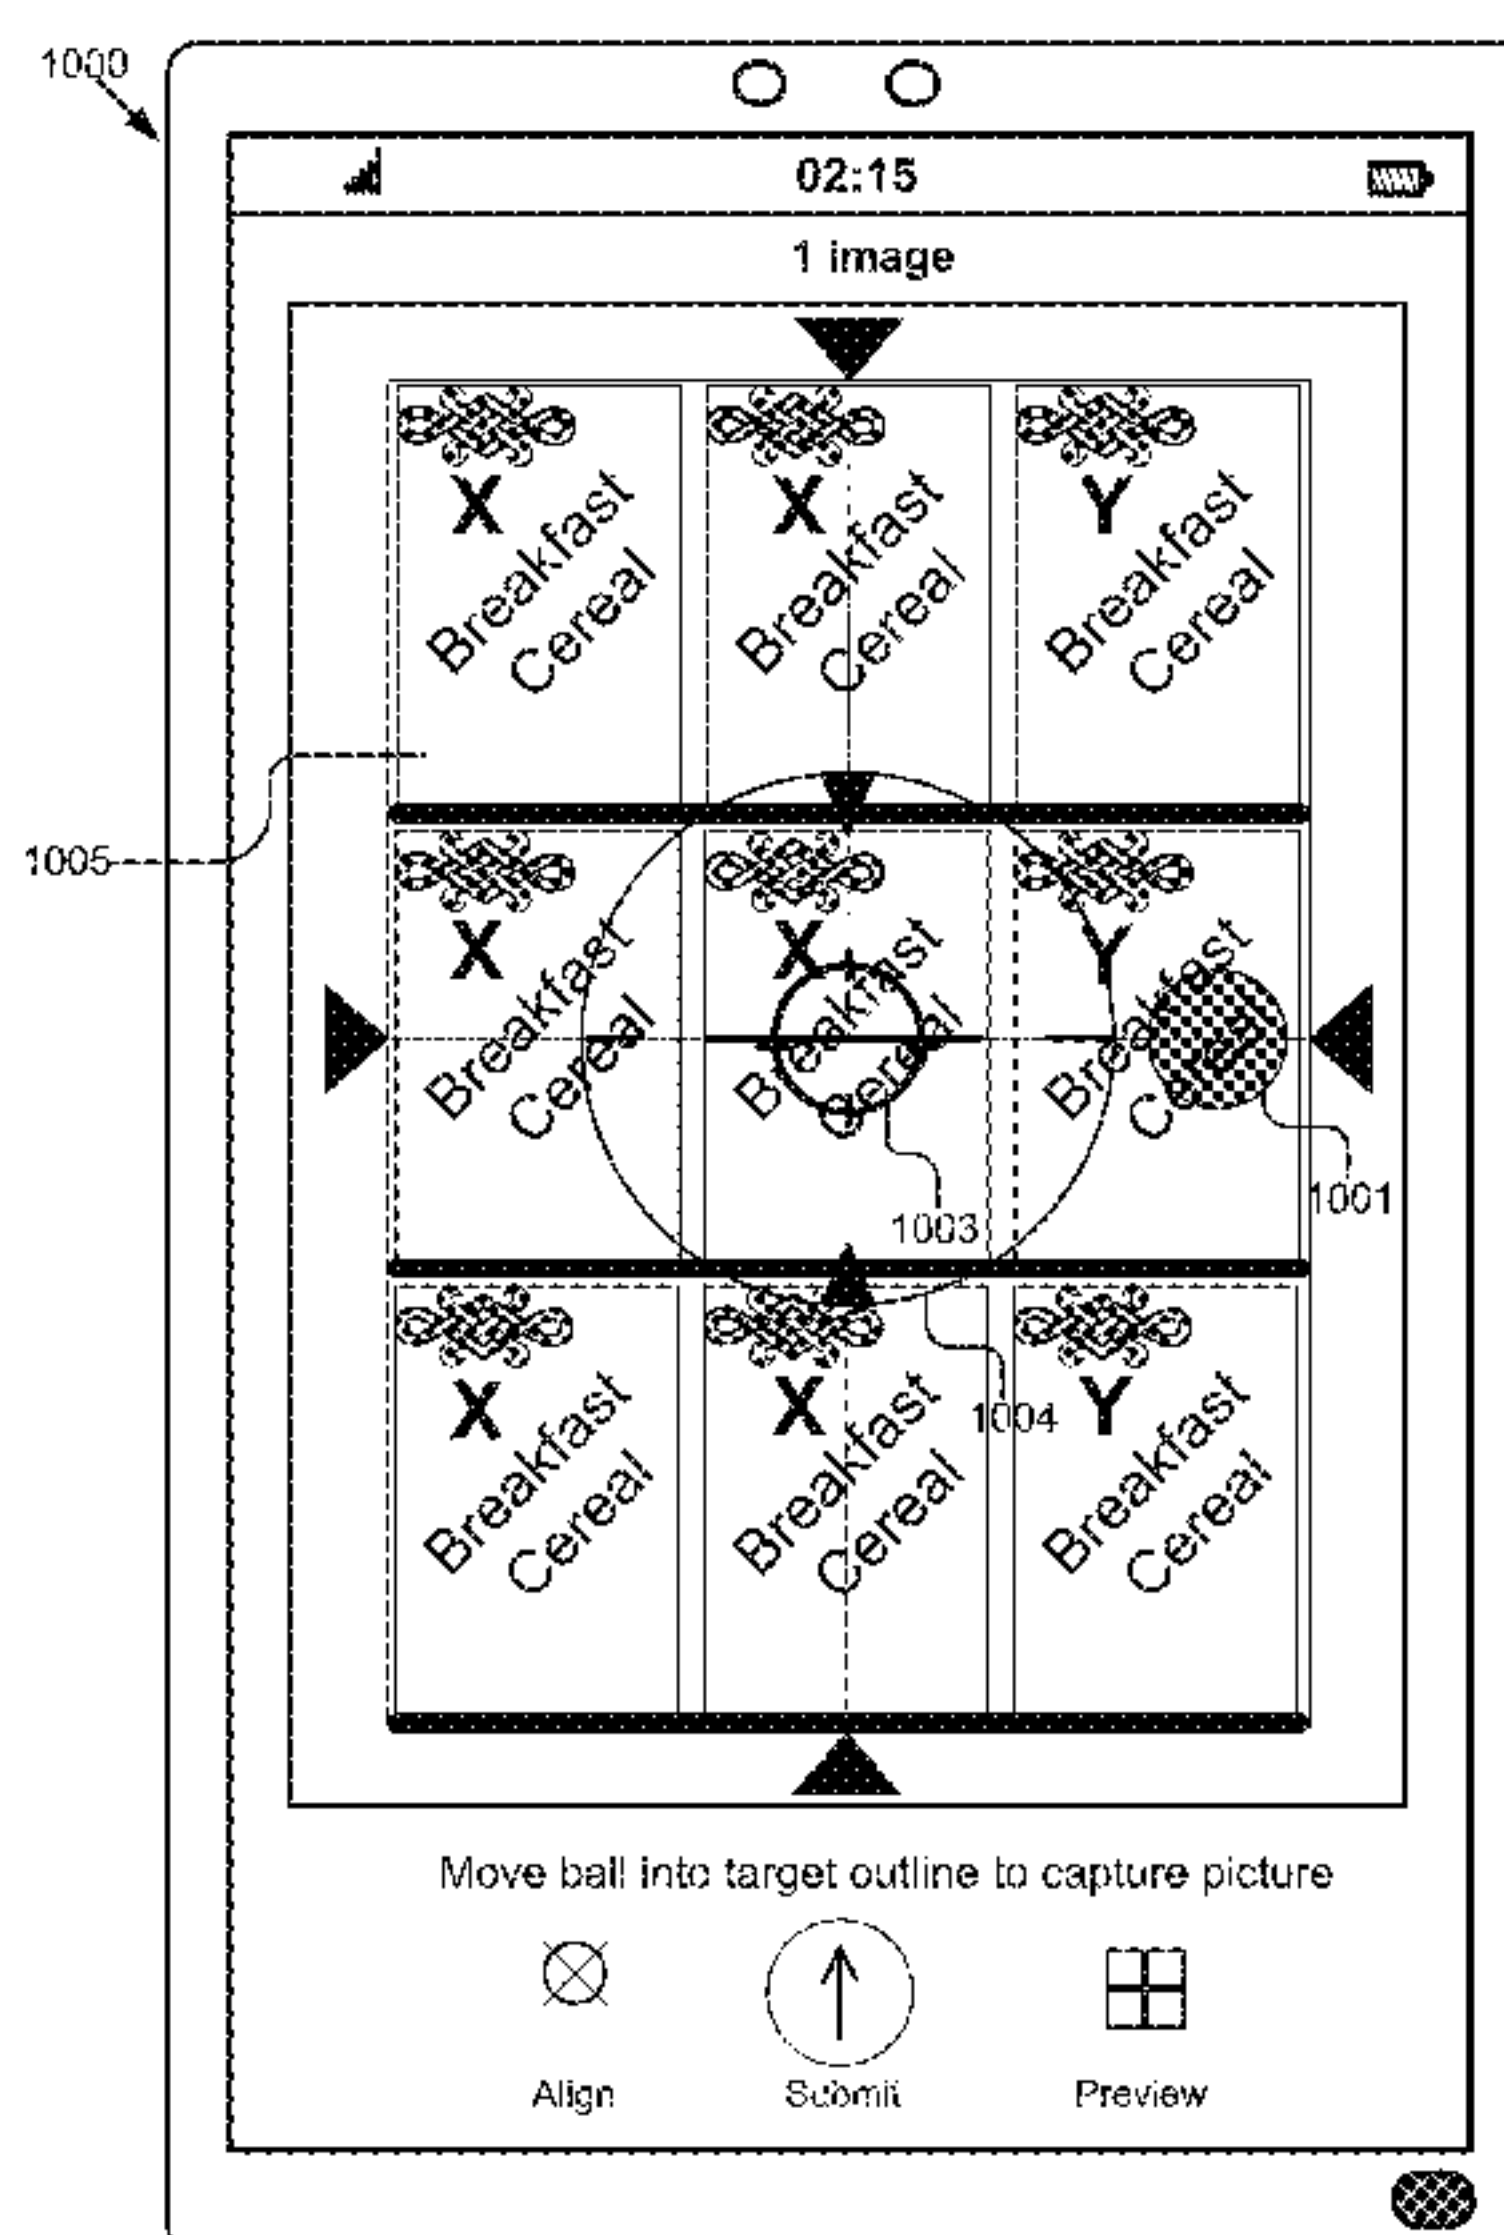 1000
02:15
1 image
X
Breakfast
Cereal
X
Breakfast
Cereal
Y
Breakfast
Cereal
1005
X
Breakfast
Cereal
X
Breakfast
Cereal
Y
Breakfast
1001
1003
X
Breakfast
Cereal
X
Breakfast
Cereal
1004
Y
Breakfast
Cereal
Move ball into target outline to capture picture
Align
Submit
Preview